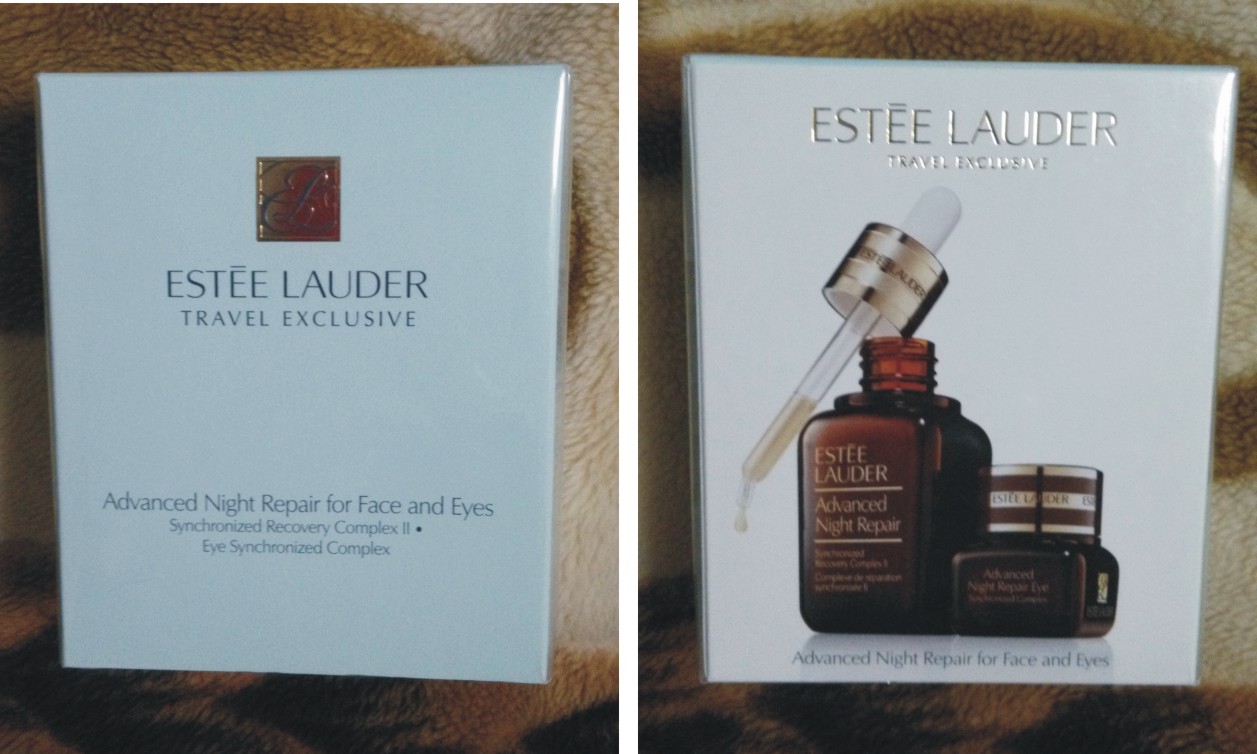 ESTĒE LAUDER
TRAVEL EXCLUSIVE
Advanced Night Repair for Face and Eyes
Synchronized Recovery Complex II •
Eye Synchronized Complex
ESTĒE LAUDER
TRAVEL EXCLUSIVE
ESTĒE LAUDER
ESTĒE
LAUDER
Advanced
Night Repair
Synchronized
Recovery Complex II
Complexe de réparation
synchronisée II
ESTĒE LAUDER
Advanced
Night Repair Eye
Synchronized Complex
Advanced Night Repair for Face and Eyes